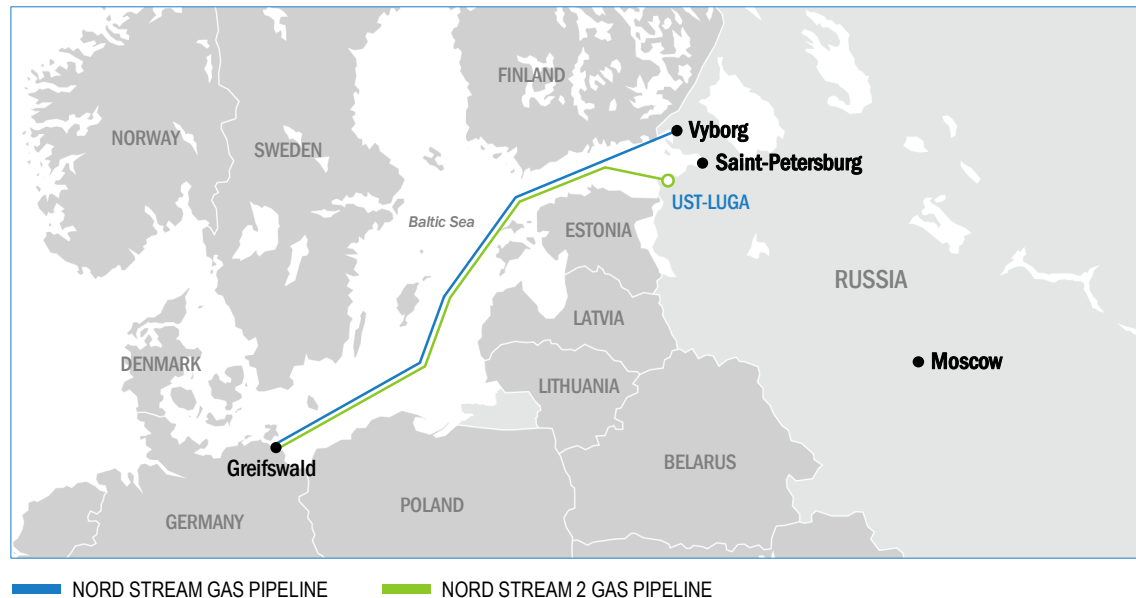 FINLAND
NORWAY
SWEDEN
Vyborg
Saint-Petersburg
UST-LUGA
Baltic Sea
ESTONIA
RUSSIA
LATVIA
DENMARK
Moscow
LITHUANIA
BELARUS
Greifswald
POLAND
GERMANY
NORD STREAM GAS PIPELINE
NORD STREAM 2 GAS PIPELINE